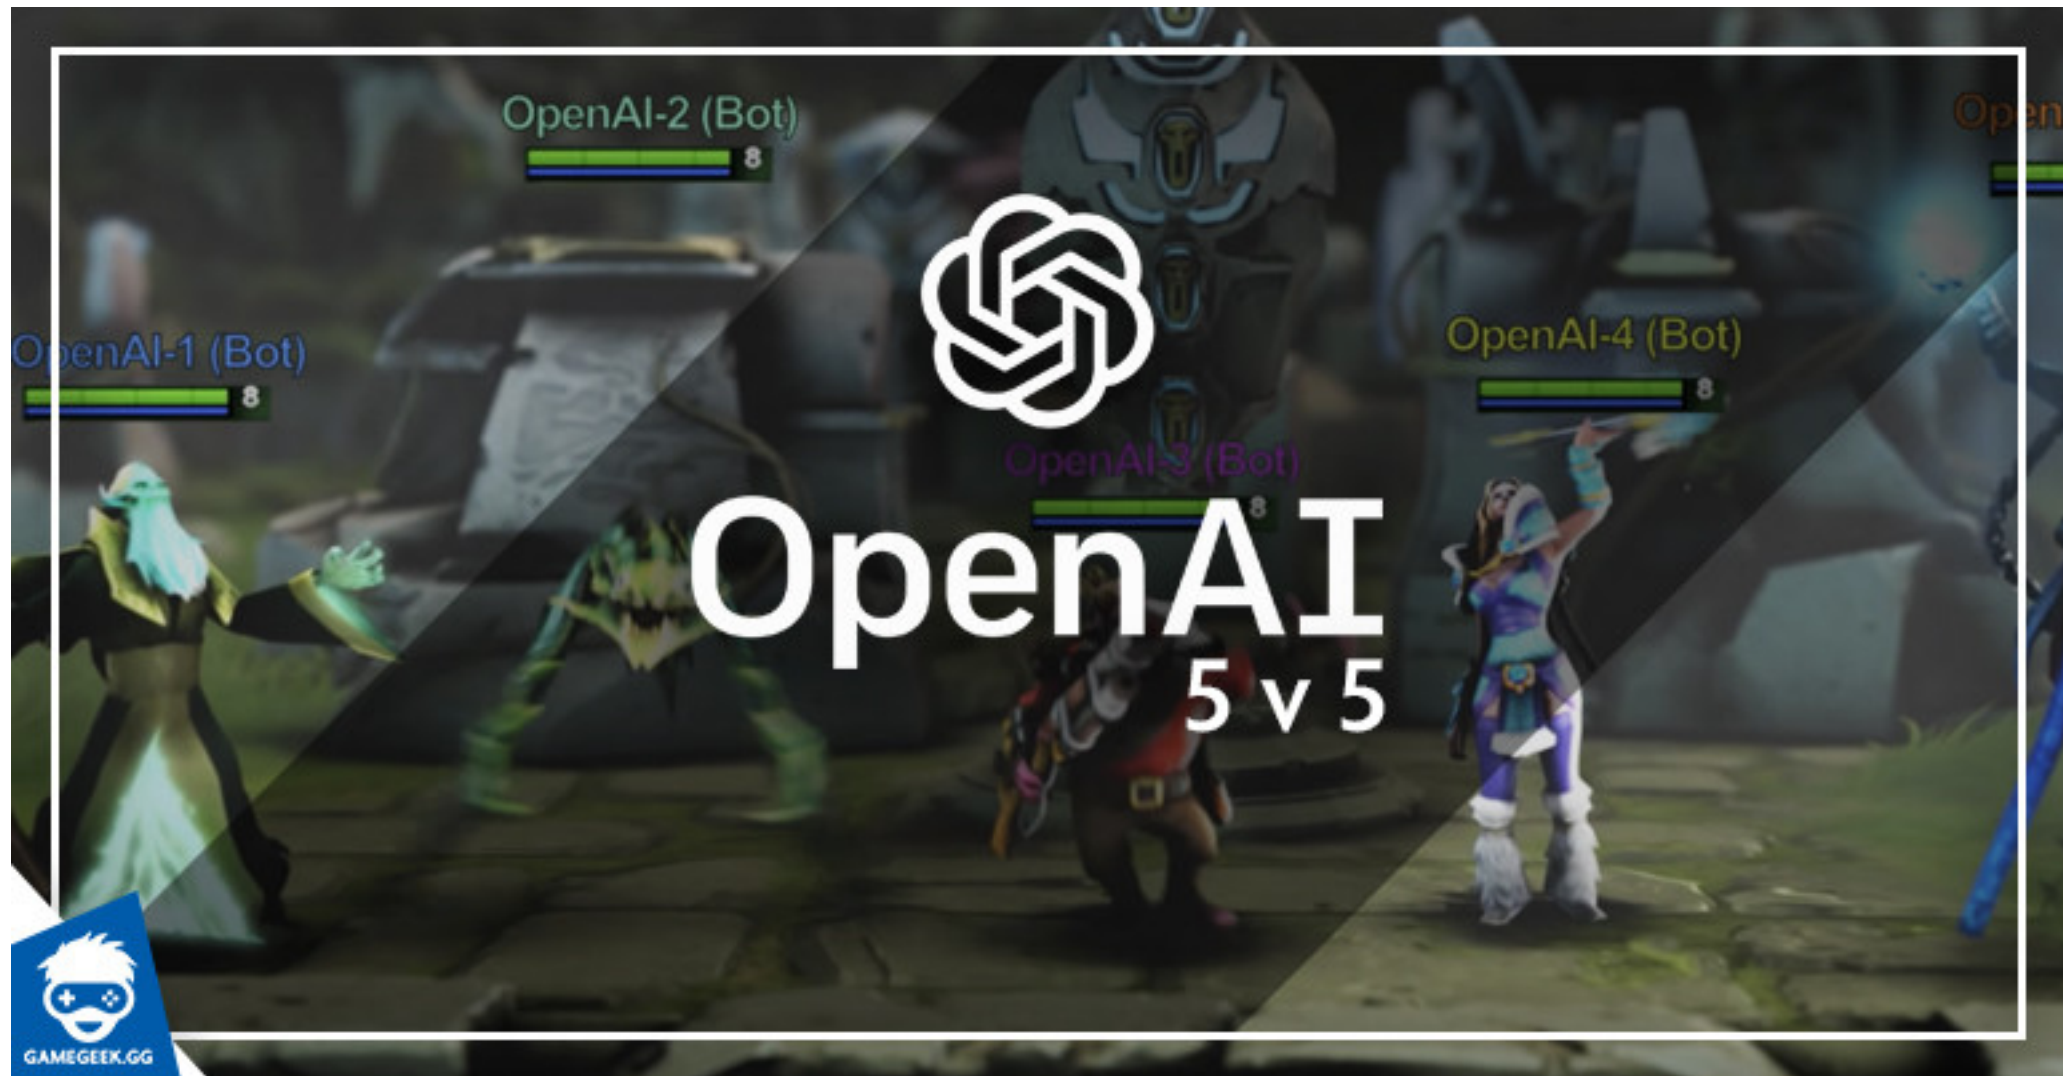 OpenAI-2 (Bot)
8
Open
OpenAI-1 (Bot)
8
OpenAI-4 (Bot)
8
OpenAI-3 (Bot)
8
OpenAI
5 v 5
GAMEGEEK.GG